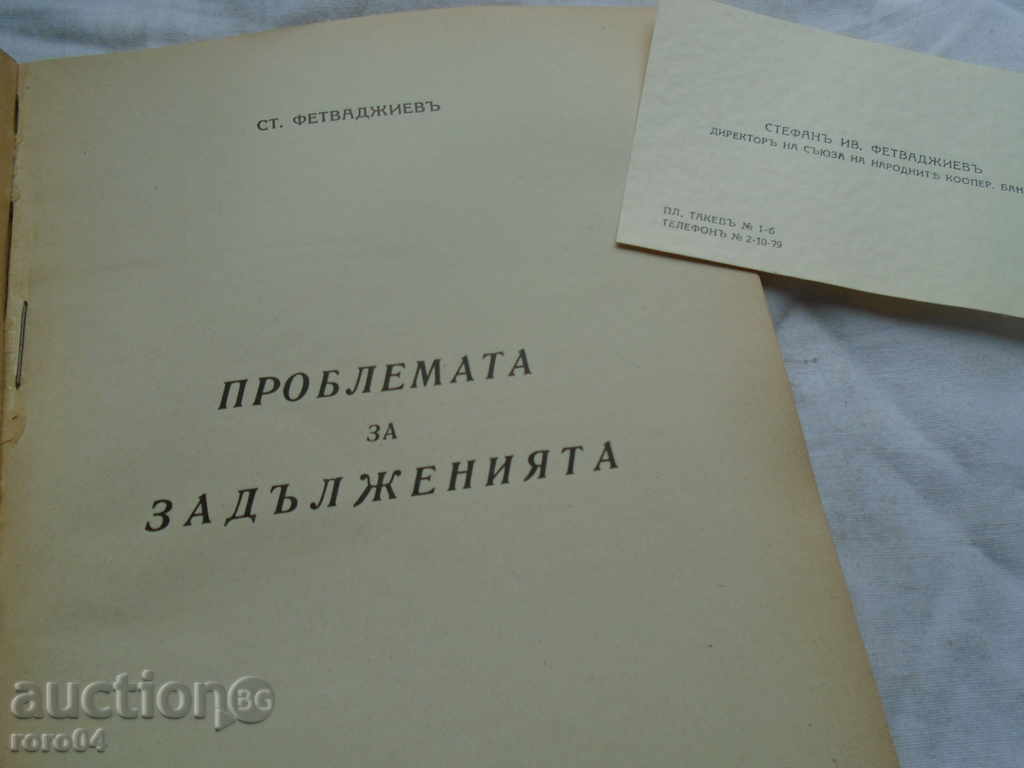 СТ. ФЕТВАДЖИЕВЪ
ПРОБЛЕМАТА
ЗА
ЗАДЪЛЖЕНИЯТА
СТЕФАНЪ ИВ. ФЕТВАДЖИЕВЪ
ДИРЕКТОРЪ НА СЪЮЗА НА НАРОДНИТѢ КООПЕР. БАН
ПЛ. ТАКЕВЪ № 1-б
ТЕЛЕФОНЪ № 2-10-79
auction BG
roro04